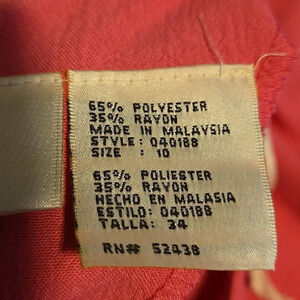 65% POLYESTER
35% RAYON
MADE IN MALAYSIA
STYLE: 040188
SIZE : 10
65% POLIESTER
35% RAYON
HECHO EN MALASIA
ESTILO: 040188
TALLA: 34
RN# 52438